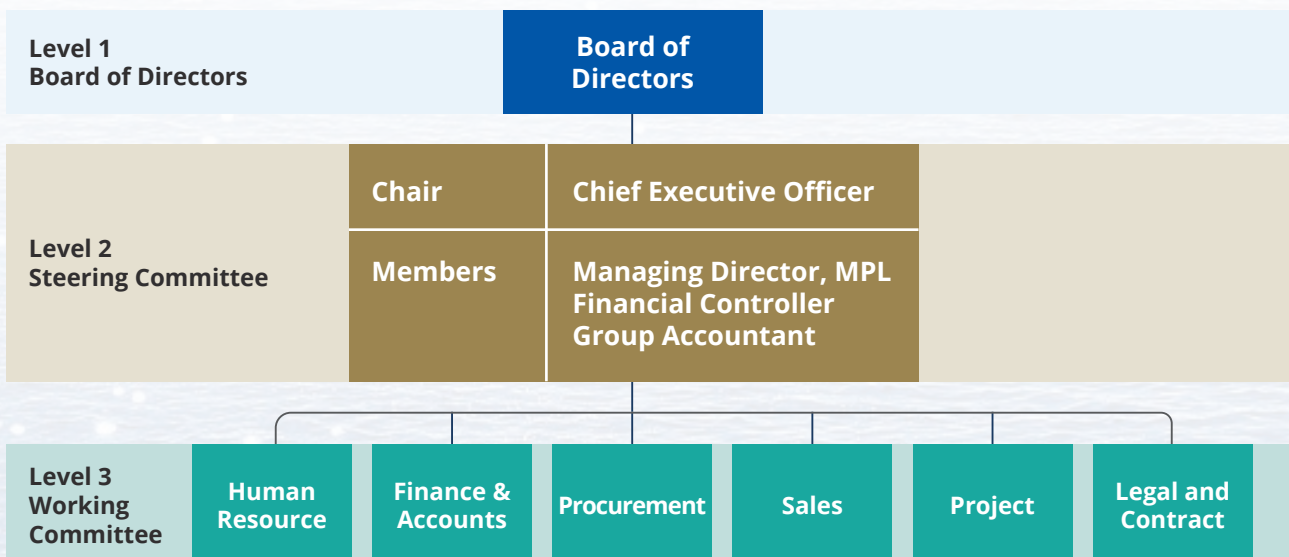 Level 1
Board of Directors
Board of
Directors
Level 2
Steering Committee
Chair
Chief Executive Officer
Members
Managing Director, MPL
Financial Controller
Group Accountant
Level 3
Working
Committee
Human
Resource
Finance &
Accounts
Procurement
Sales
Project
Legal and
Contract